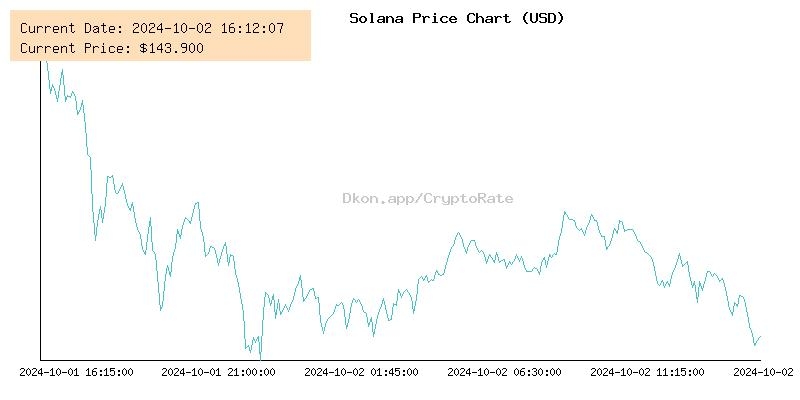 Solana Price Chart (USD)
Current Date: 2024-10-02 16:12:07
Current Price: $143.900
Dkon.app/CryptoRate
2024-10-01 16:15:00 2024-10-01 21:00:00 2024-10-02 01:45:00 2024-10-02 06:30:00 2024-10-02 11:15:00 2024-10-02